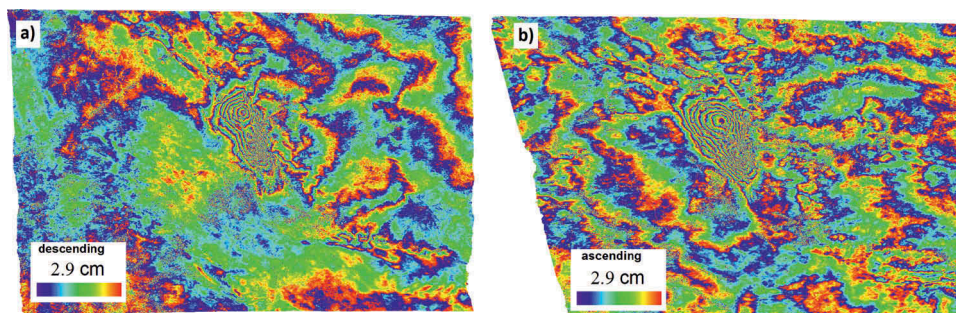 a)
descending
2.9 cm
b)
ascending
2.9 cm